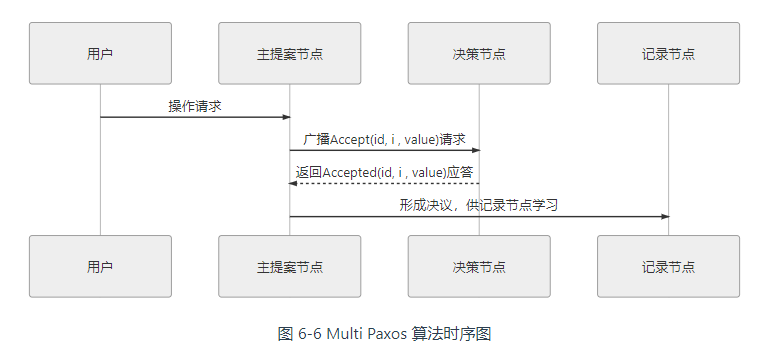 用户 主提案节点 决策节点 记录节点
操作请求
广播Accept(id, i , value)请求
返回Accepted(id, i , value)应答
形成决议，供记录节点学习
用户 主提案节点 决策节点 记录节点
图 6-6 Multi Paxos 算法时序图